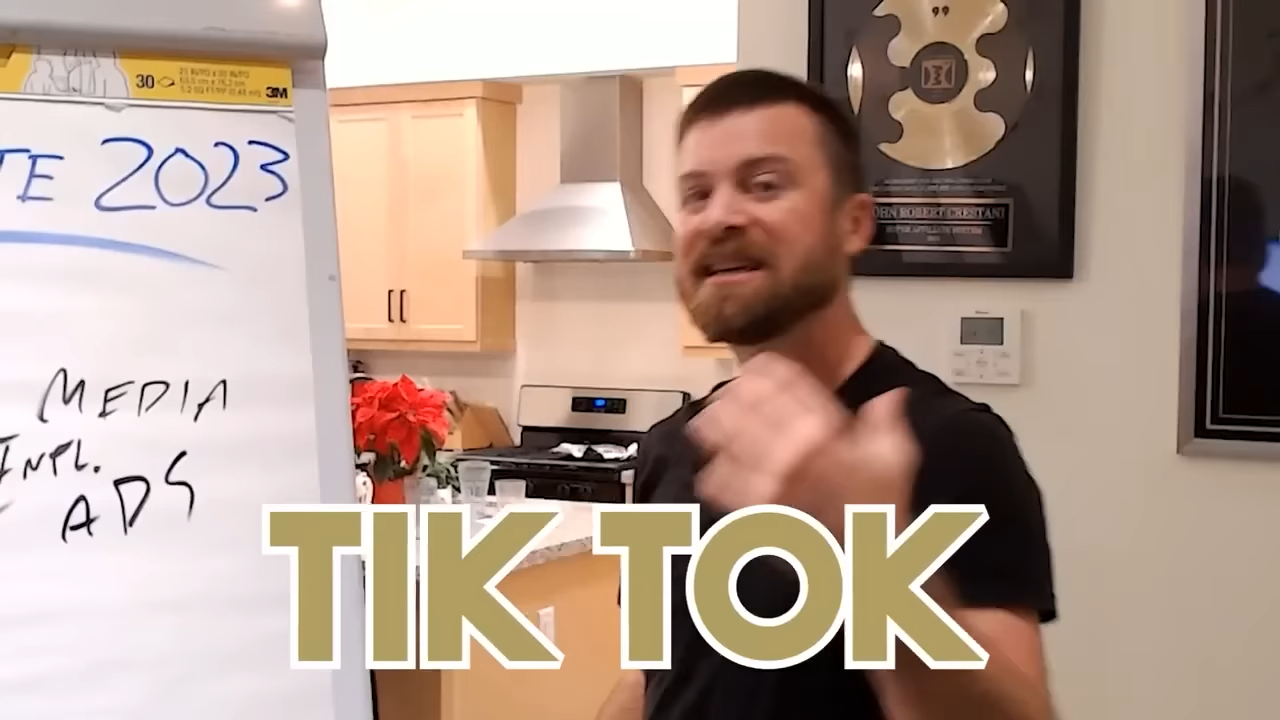 30
3M
TE 2023
MEDIA
INFL.
ADS
JOHN ROBERT CRESTANI
TIK TOK